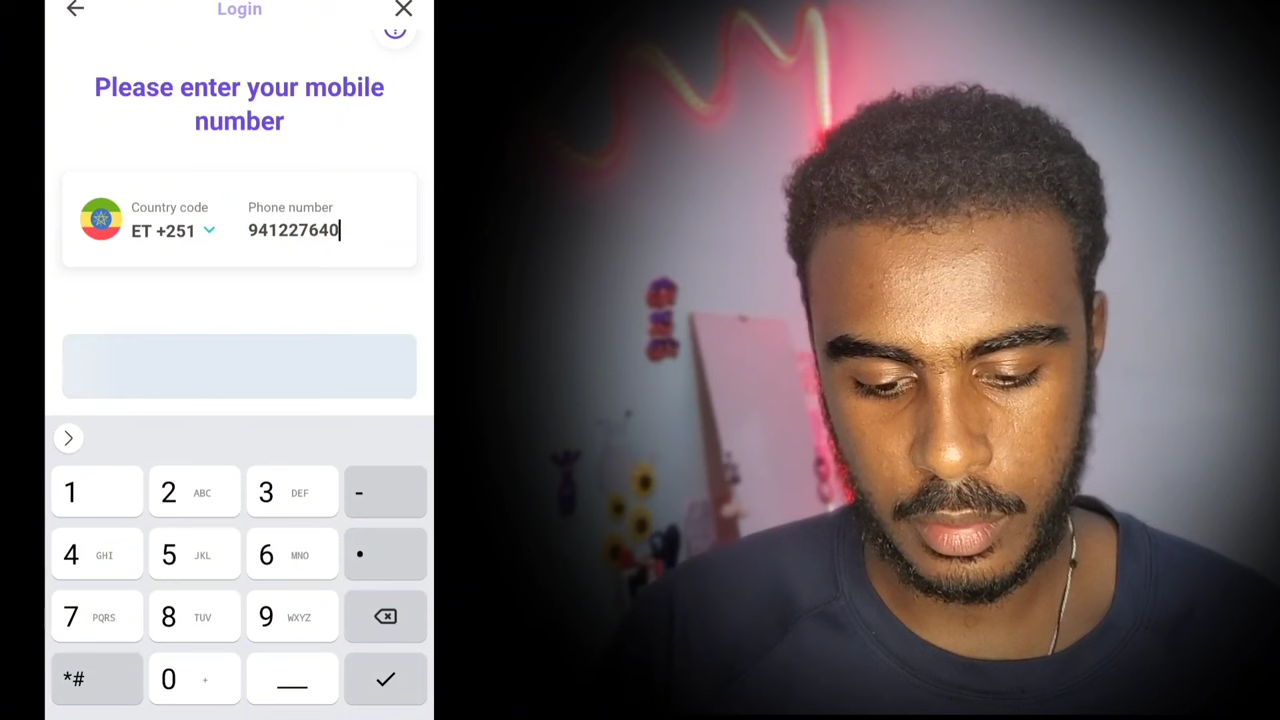 Login
Please enter your mobile
number
Country code
ET +251
Phone number
941227640
1
2 ABC
3 DEF
-
4 GHI
5 JKL
6 MNO
•
7 PQRS
8 TUV
9 WXYZ
*#
0 +